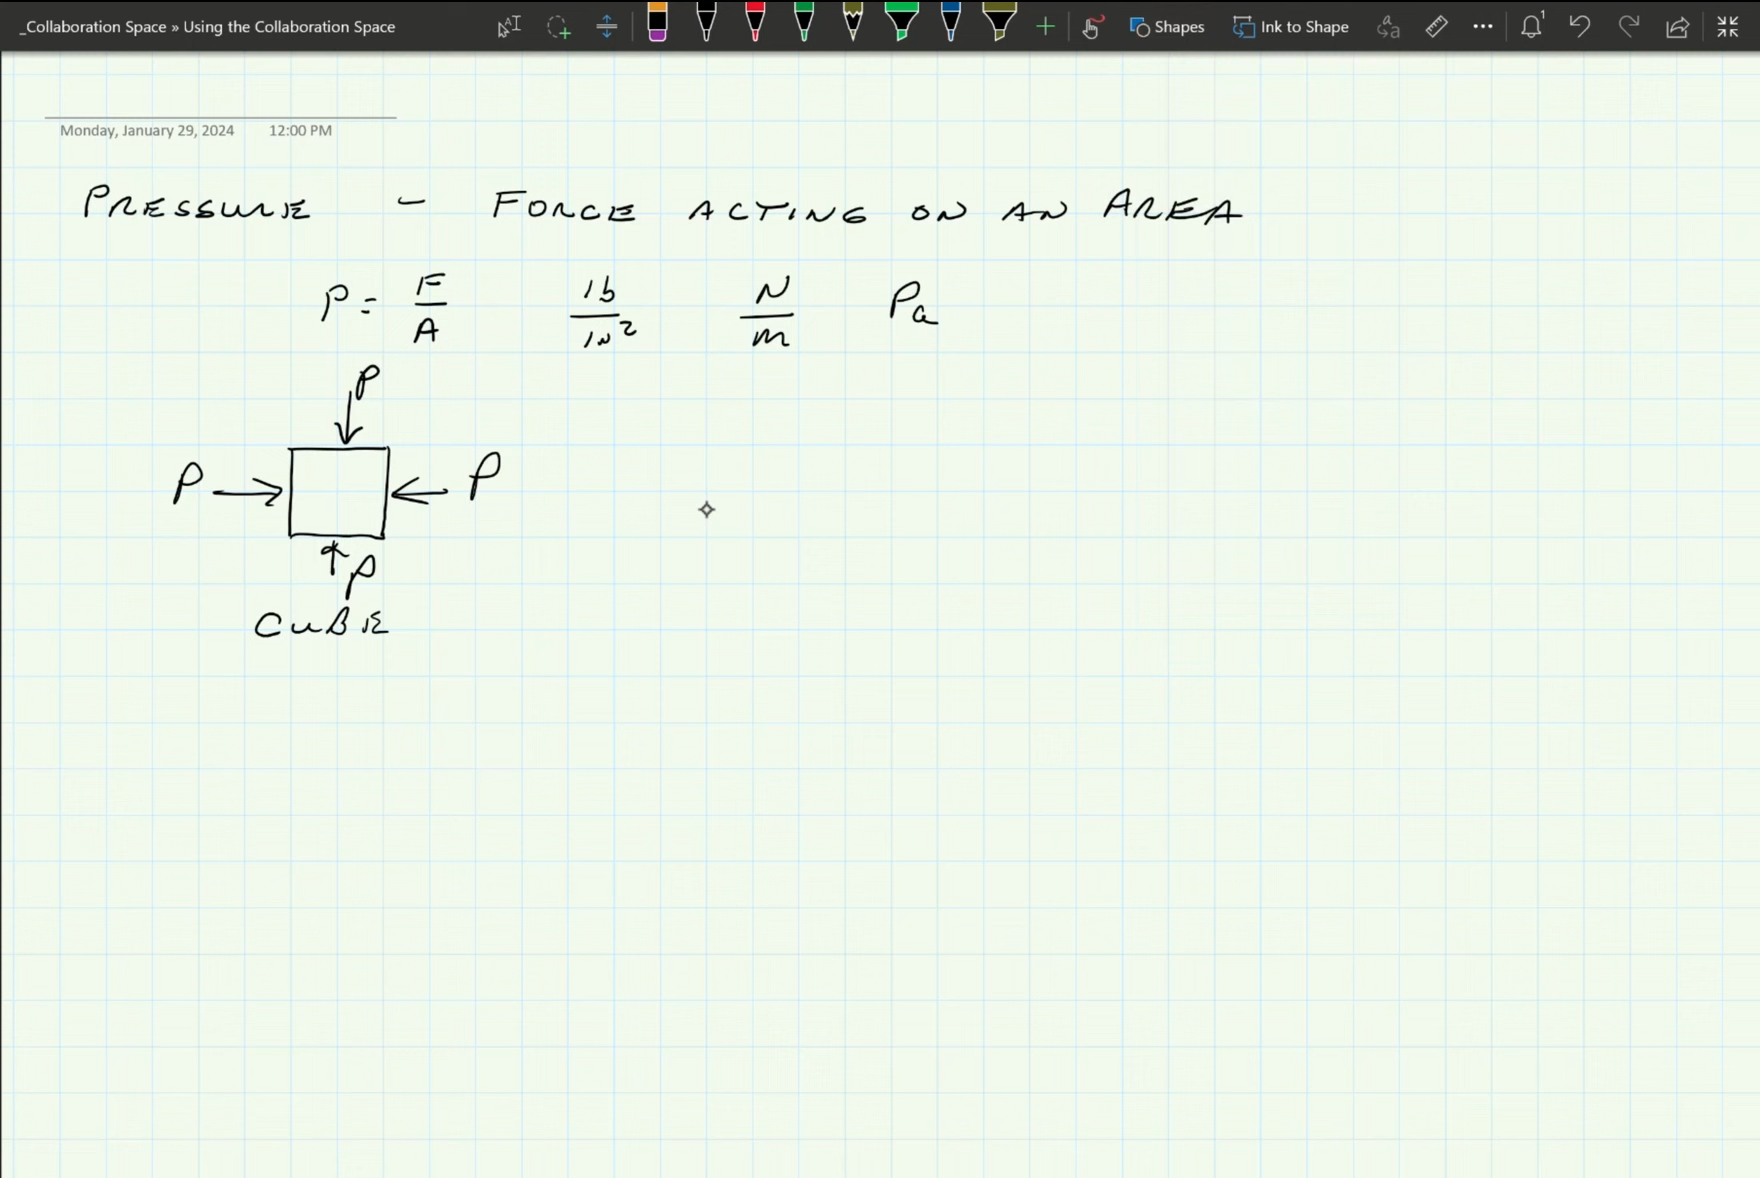 _Collaboration Space » Using the Collaboration Space
Shapes
Ink to Shape
1
Monday, January 29, 2024 12:00 PM
PRESSURE - FORCE ACTING ON AN AREA
P = F/A lb/IN² N/m Pa
P
P P
P
CUBE